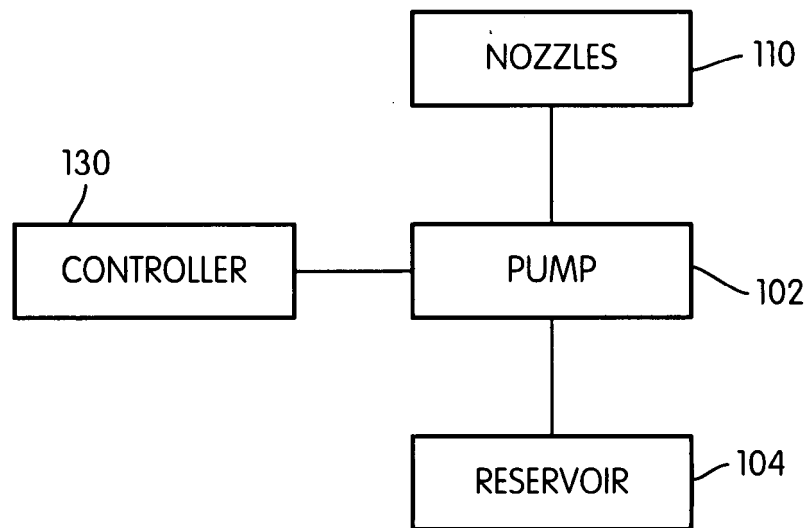 NOZZLES
110
130
CONTROLLER
PUMP
102
RESERVOIR
104